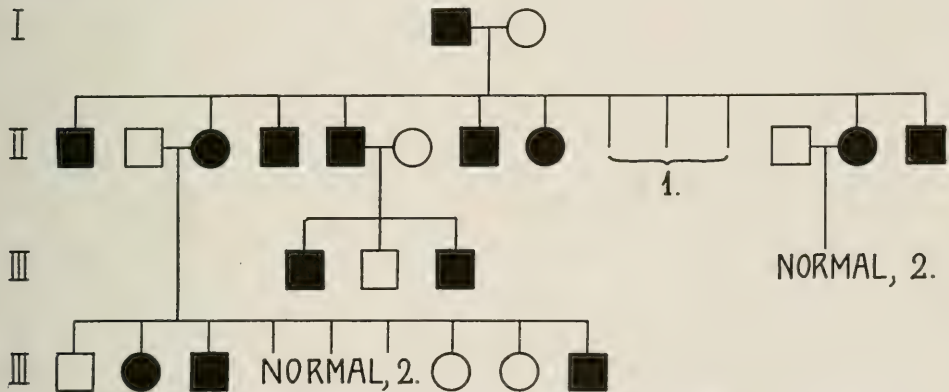 I
II
1.
III
NORMAL, 2.
III
NORMAL, 2.